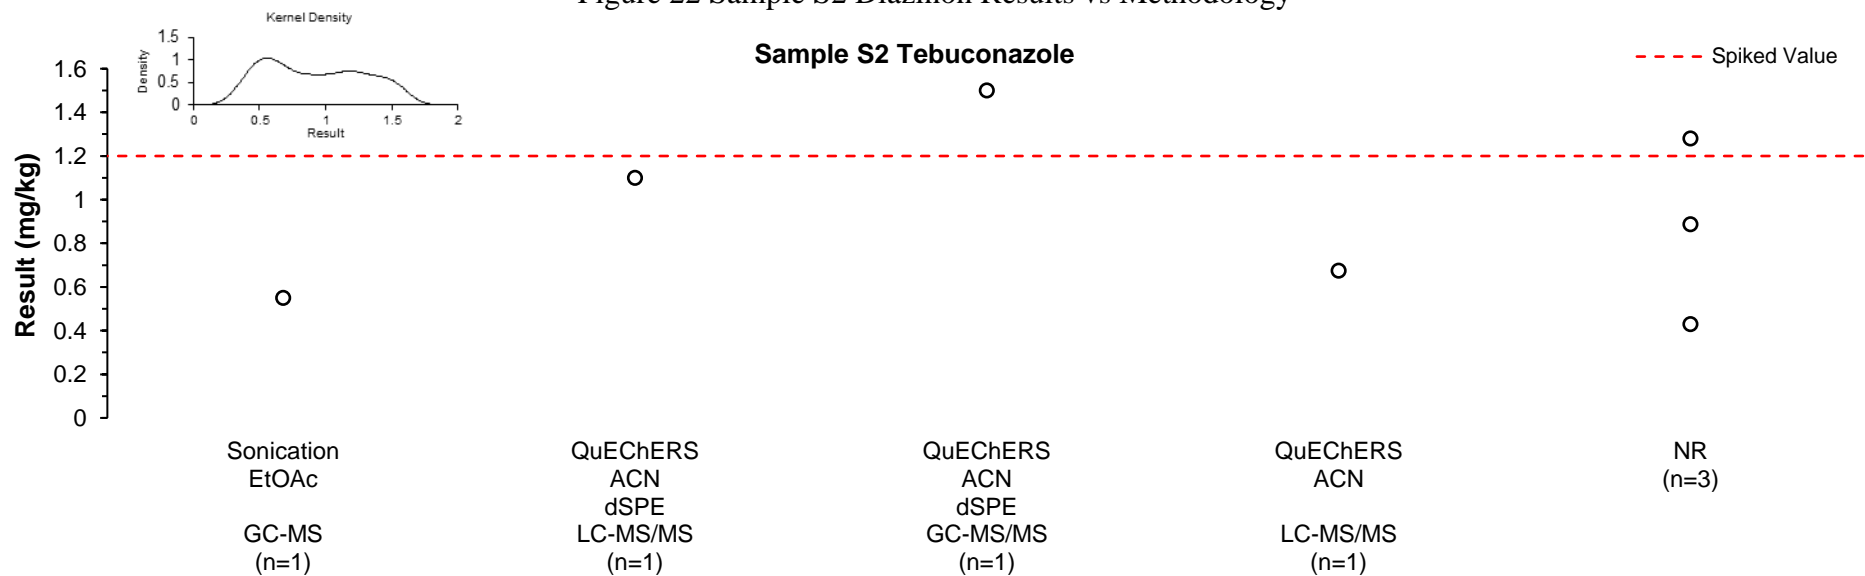 Figure 22 Sample S2 Diazinon Results vs Methodology
Kernel Density
Density
1.5
1
0.5
0
0 0.5 1 1.5 2
Result
Sample S2 Tebuconazole
Spiked Value
Result (mg/kg)
1.6
1.4
1.2
1
0.8
0.6
0.4
0.2
0
Sonication
EtOAc
GC-MS
(n=1)
QuEChERS
ACN
dSPE
LC-MS/MS
(n=1)
QuEChERS
ACN
dSPE
GC-MS/MS
(n=1)
QuEChERS
ACN
LC-MS/MS
(n=1)
NR
(n=3)